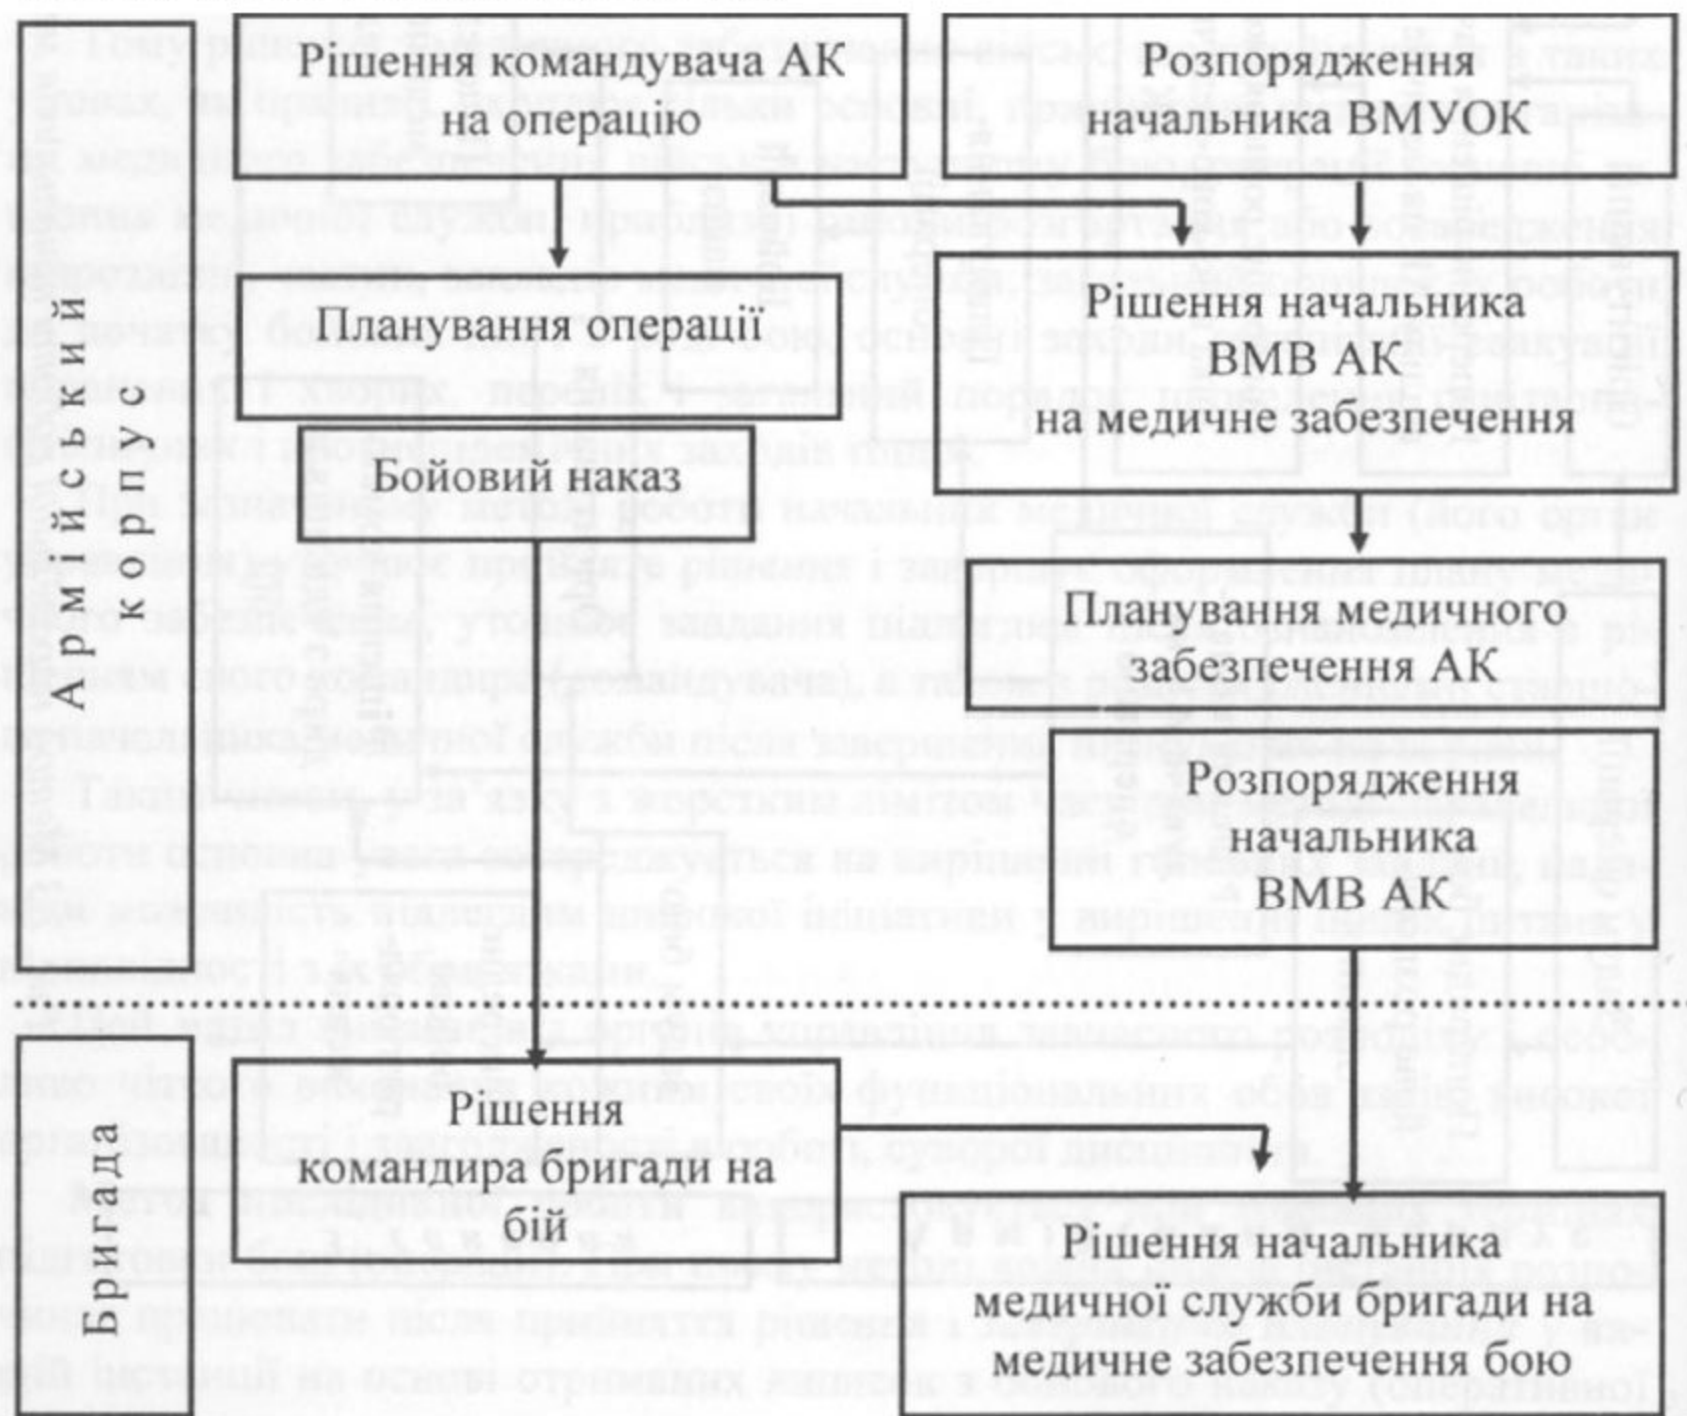 Армійський
корпус
Рішення командувача АК
на операцію
Розпорядження
начальника ВМУОК
Планування операції
Бойовий наказ
Рішення начальника
ВМВ АК
на медичне забезпечення
Планування медичного
забезпечення АК
Розпорядження
начальника
ВМВ АК
Бригада
Рішення
командира бригади на
бій
Рішення начальника
медичної служби бригади на
медичне забезпечення бою